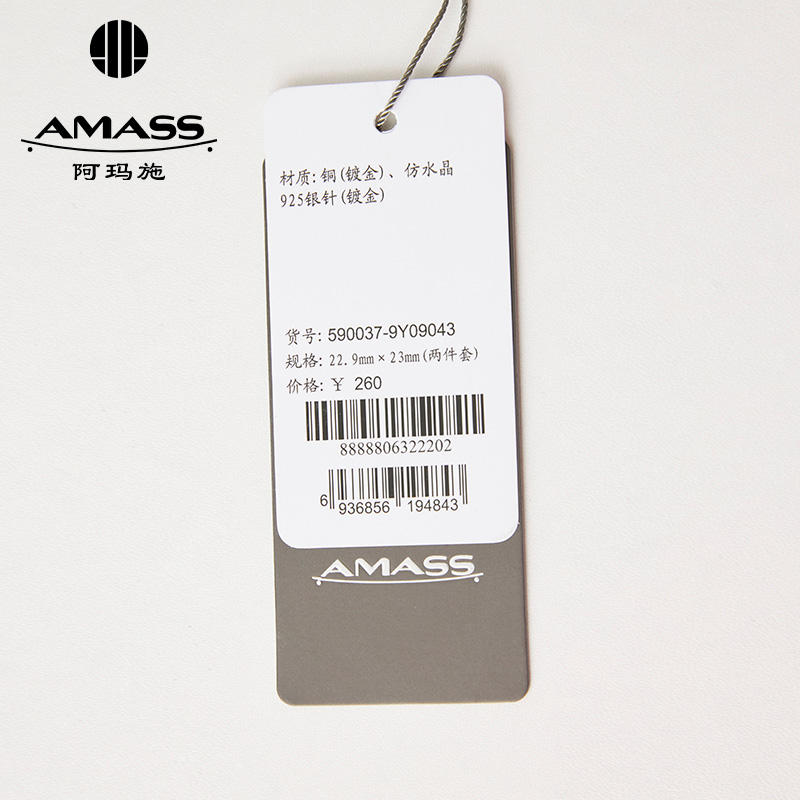 AMASS
阿玛施
材质:铜(镀金)、仿水晶
925银针(镀金)
货号: 590037-9Y09043
规格: 22.9mm×23mm(两件套)
价格:￥ 260
8888806322202
6 936856 194843
AMASS